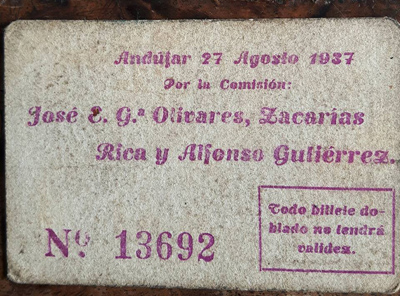 Andújar 27 Agosto 1937
Por la Comisión:
José E. G.ª Olivares, Zacarías
Rica y Alfonso Gutiérrez.
Todo billete do-
blado no tendrá
validez.
Nº. 13692